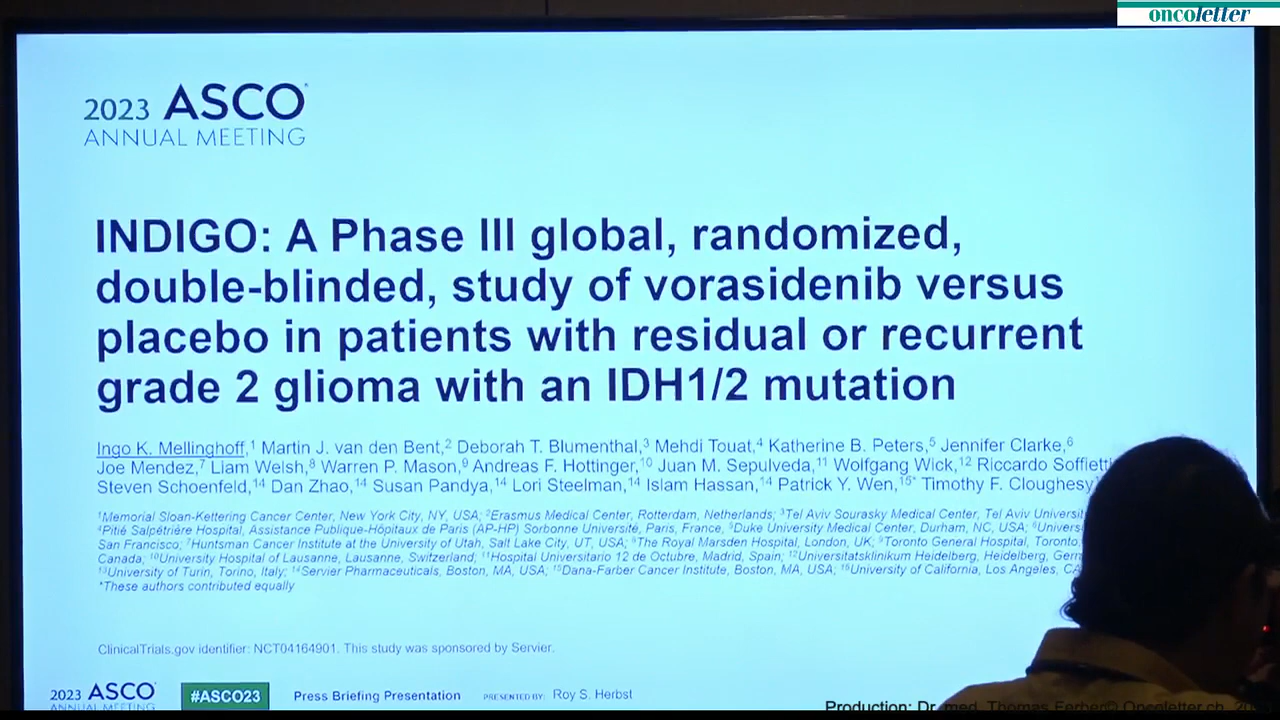 oncoletter
2023 ASCO
ANNUAL MEETING
INDIGO: A Phase III global, randomized,
double-blinded, study of vorasidenib versus
placebo in patients with residual or recurrent
grade 2 glioma with an IDH1/2 mutation
Ingo K. Mellinghoff,¹ Martin J. van den Bent,² Deborah T. Blumenthal,³ Mehdi Touat,⁴ Katherine B. Peters,⁵ Jennifer Clarke,⁶
Joe Mendez,⁷ Liam Welsh,⁸ Warren P. Mason,⁹ Andreas F. Hottinger,¹⁰ Juan M. Sepulveda,¹¹ Wolfgang Wick,¹² Riccardo Soffietti
Steven Schoenfeld,¹⁴ Dan Zhao,¹⁴ Susan Pandya,¹⁴ Lori Steelman,¹⁴ Islam Hassan,¹⁴ Patrick Y. Wen,¹⁵* Timothy F. Cloughesy
¹Memorial Sloan-Kettering Cancer Center, New York City, NY, USA; ²Erasmus Medical Center, Rotterdam, Netherlands; ³Tel Aviv Sourasky Medical Center, Tel Aviv Universit
⁴Pitié Salpêtrière Hospital, Assistance Publique-Hôpitaux de Paris (AP-HP) Sorbonne Université, Paris, France, ⁵Duke University Medical Center, Durham, NC, USA; ⁶Univers
San Francisco; ⁷Huntsman Cancer Institute at the University of Utah, Salt Lake City, UT, USA; ⁸The Royal Marsden Hospital, London, UK; ⁹Toronto General Hospital, Toronto,
Canada, ¹⁰University Hospital of Lausanne, Lausanne, Switzerland; ¹¹Hospital Universitario 12 de Octubre, Madrid, Spain; ¹²Universitatsklinikum Heidelberg, Heidelberg, Germ
¹³University of Turin, Torino, Italy; ¹⁴Servier Pharmaceuticals, Boston, MA, USA; ¹⁵Dana-Farber Cancer Institute, Boston, MA, USA; ¹⁶University of California, Los Angeles, CA
*These authors contributed equally
ClinicalTrials.gov identifier: NCT04164901. This study was sponsored by Servier.
2023 ASCO #ASCO23 Press Briefing Presentation PRESENTED BY: Roy S. Herbst
ANNUAL MEETING
Production: Dr. med. Thomas Ferber© Oncoletter.ch, 20